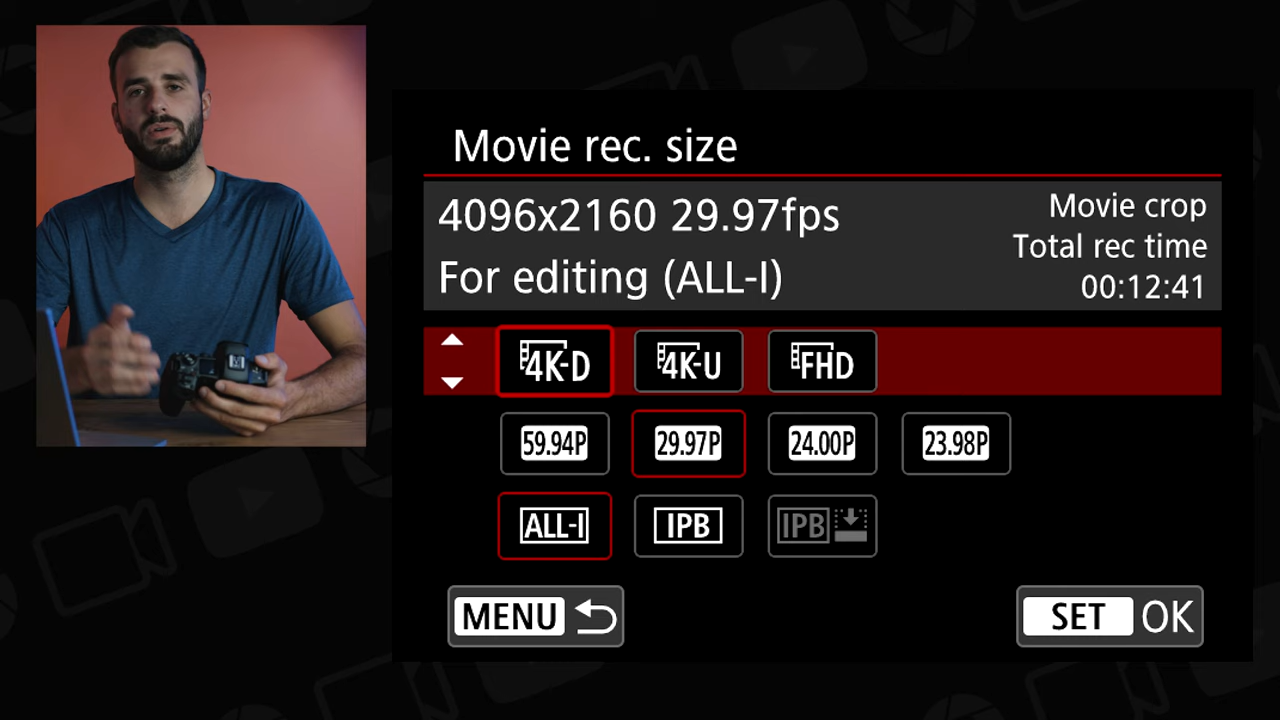 Movie rec. size
4096x2160 29.97fps
For editing (ALL-I)
Movie crop
Total rec time
00:12:41
4K-D 4K-U FHD
59.94P 29.97P 24.00P 23.98P
ALL-I IPB IPB
MENU SET OK